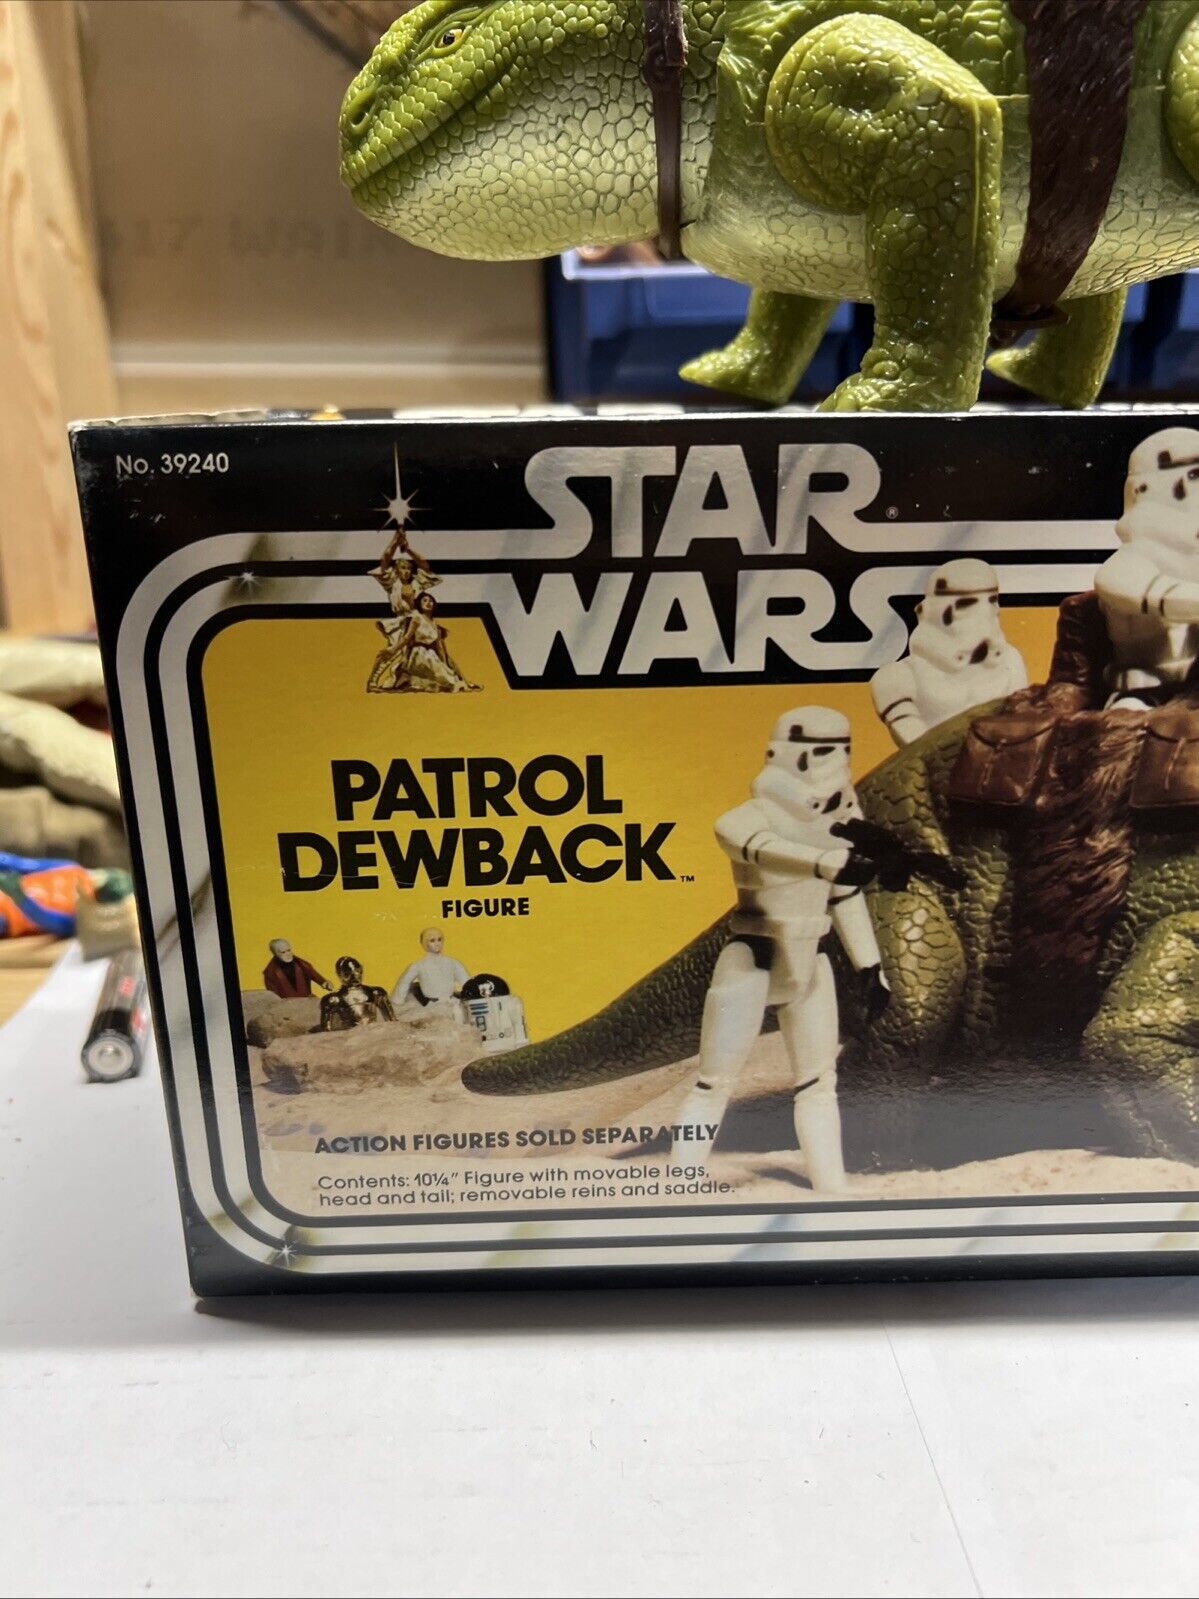 No. 39240
STAR
WARS
®
PATROL
DEWBACK™
FIGURE
ACTION FIGURES SOLD SEPARATELY
Contents: 10¼" Figure with movable legs,
head and tail; removable reins and saddle.